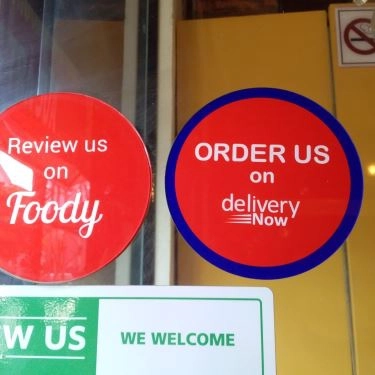 Review us
on
Foody
ORDER US
on
delivery
Now
W US
WE WELCOME